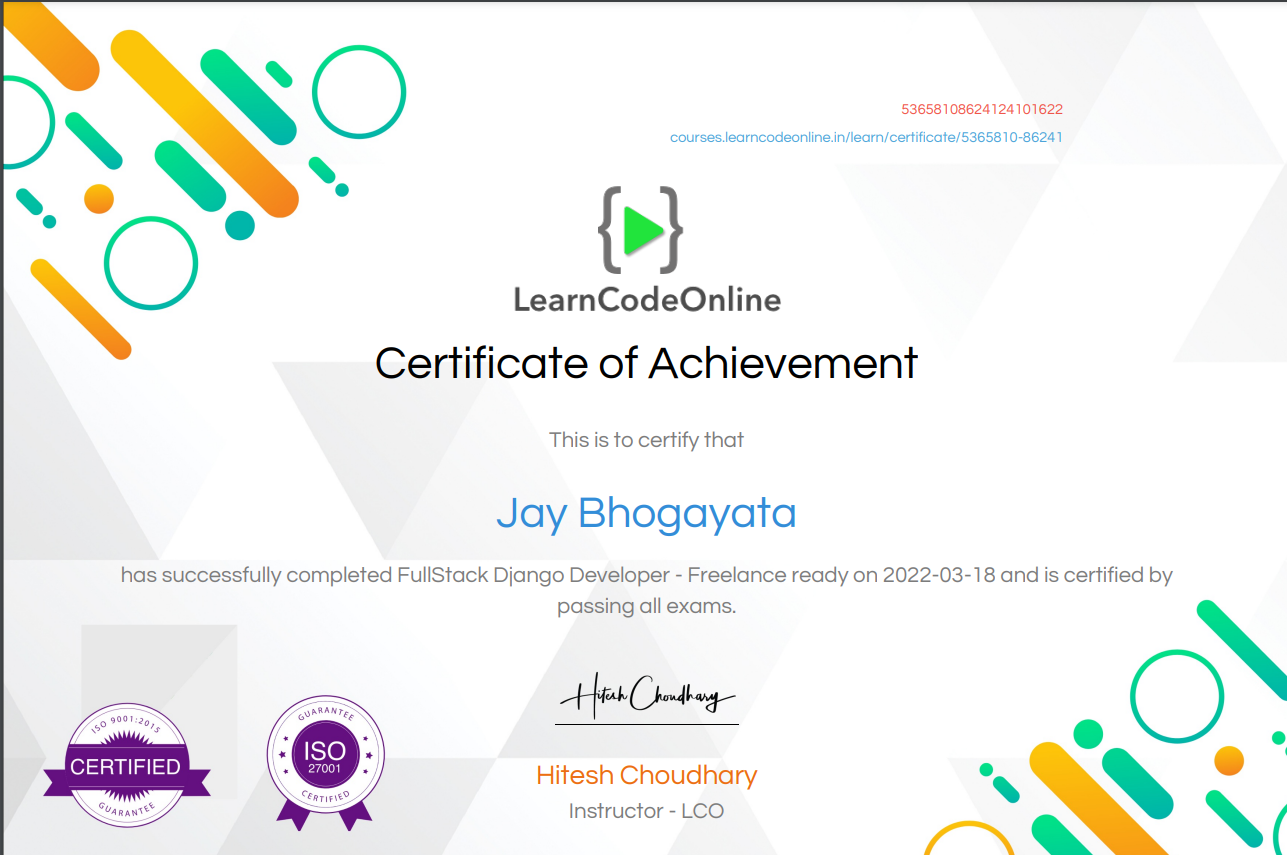 53658108624124101622
courses.learncodeonline.in/learn/certificate/5365810-86241
LearnCodeOnline
Certificate of Achievement
This is to certify that
Jay Bhogayata
has successfully completed FullStack Django Developer - Freelance ready on 2022-03-18 and is certified by
passing all exams.
Hitesh Choudhary
Hitesh Choudhary
Instructor - LCO
ISO 9001:2015
CERTIFIED
GUARANTEE
GUARANTEE
ISO
27001
CERTIFIED